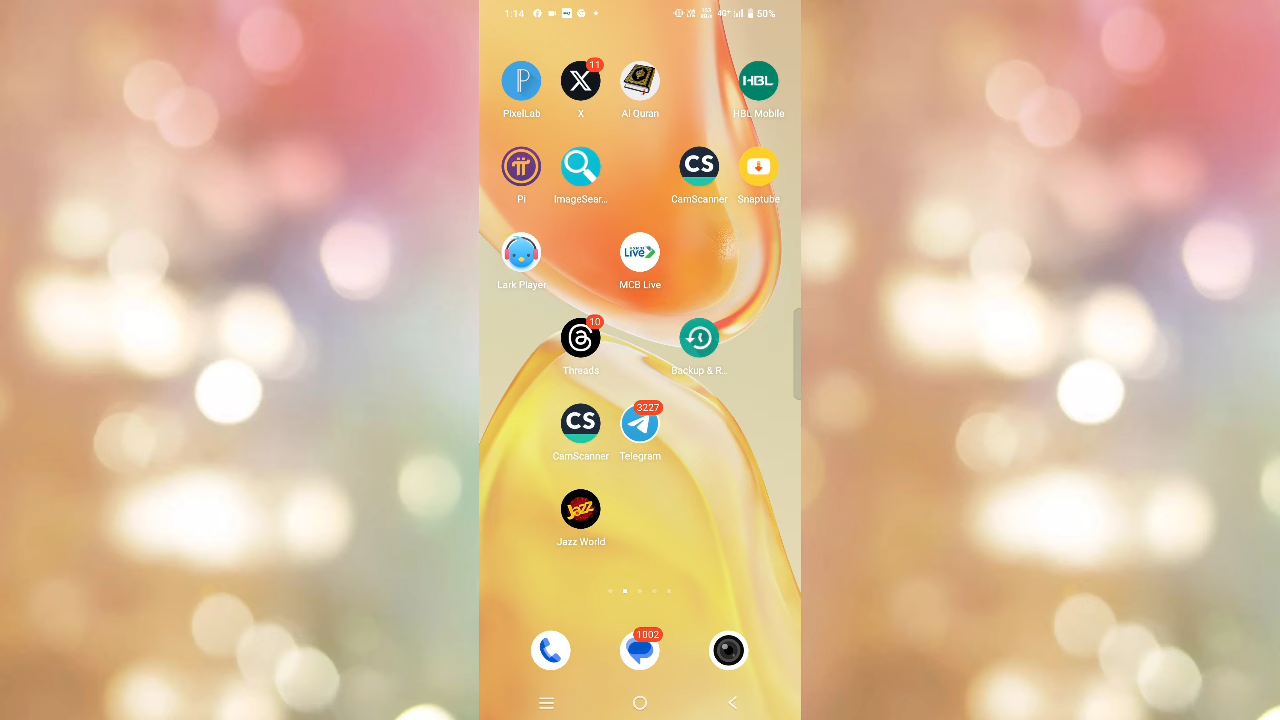 1:14
4G+ 50%
11
PixelLab X Al Quran HBL Mobile
HBL
CS
Pi ImageSear... CamScanner Snaptube
Live
Lark Player MCB Live
10
Threads Backup & R...
CS 3227
CamScanner Telegram
Jazz
Jazz World
1002